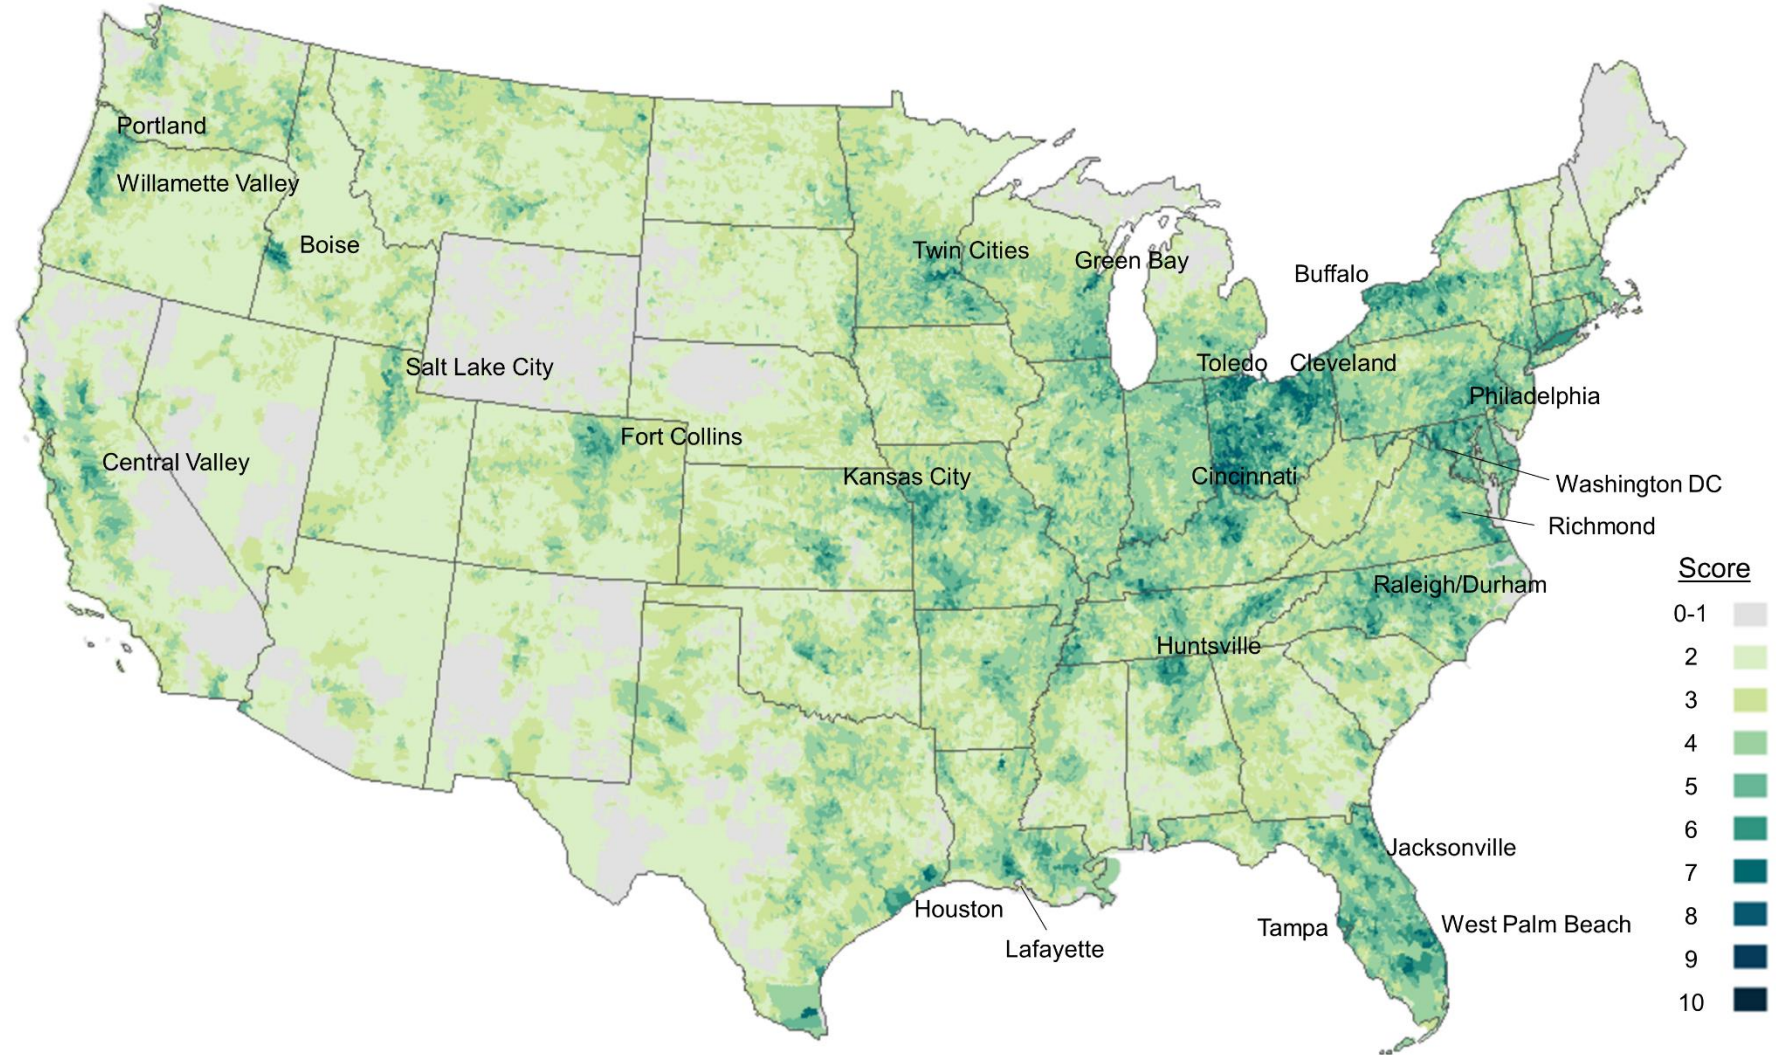 Portland
Willamette Valley
Boise
Twin Cities
Green Bay
Buffalo
Salt Lake City
Toledo
Cleveland
Philadelphia
Fort Collins
Central Valley
Kansas City
Cincinnati
Washington DC
Richmond
Raleigh/Durham
Huntsville
Jacksonville
Houston
Lafayette
Tampa
West Palm Beach
Score
0-1
2
3
4
5
6
7
8
9
10